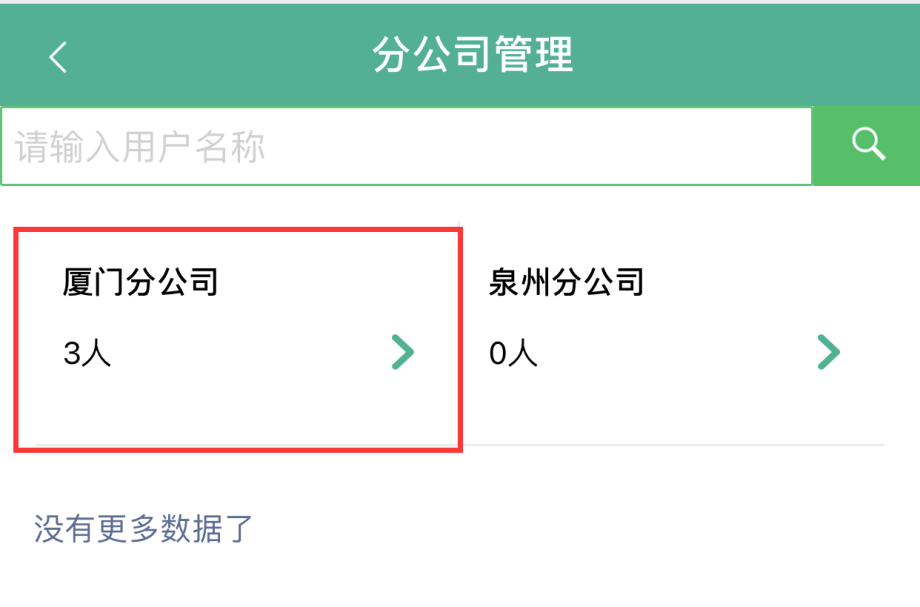 分公司管理
请输入用户名称
厦门分公司
泉州分公司
3人
0人
没有更多数据了